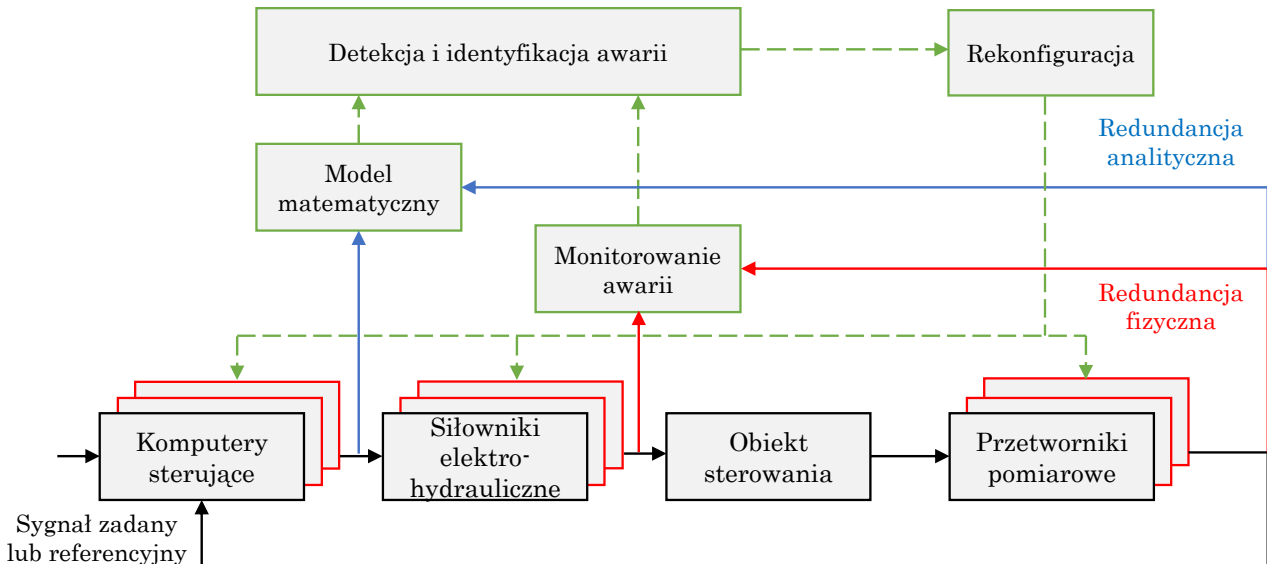 Detekcja i identyfikacja awarii
Rekonfiguracja
Redundancja
analityczna
Model
matematyczny
Monitorowanie
awarii
Redundancja
fizyczna
Komputery
sterujące
Siłowniki
elektro-
hydrauliczne
Obiekt
sterowania
Przetworniki
pomiarowe
Sygnał zadany
lub referencyjny